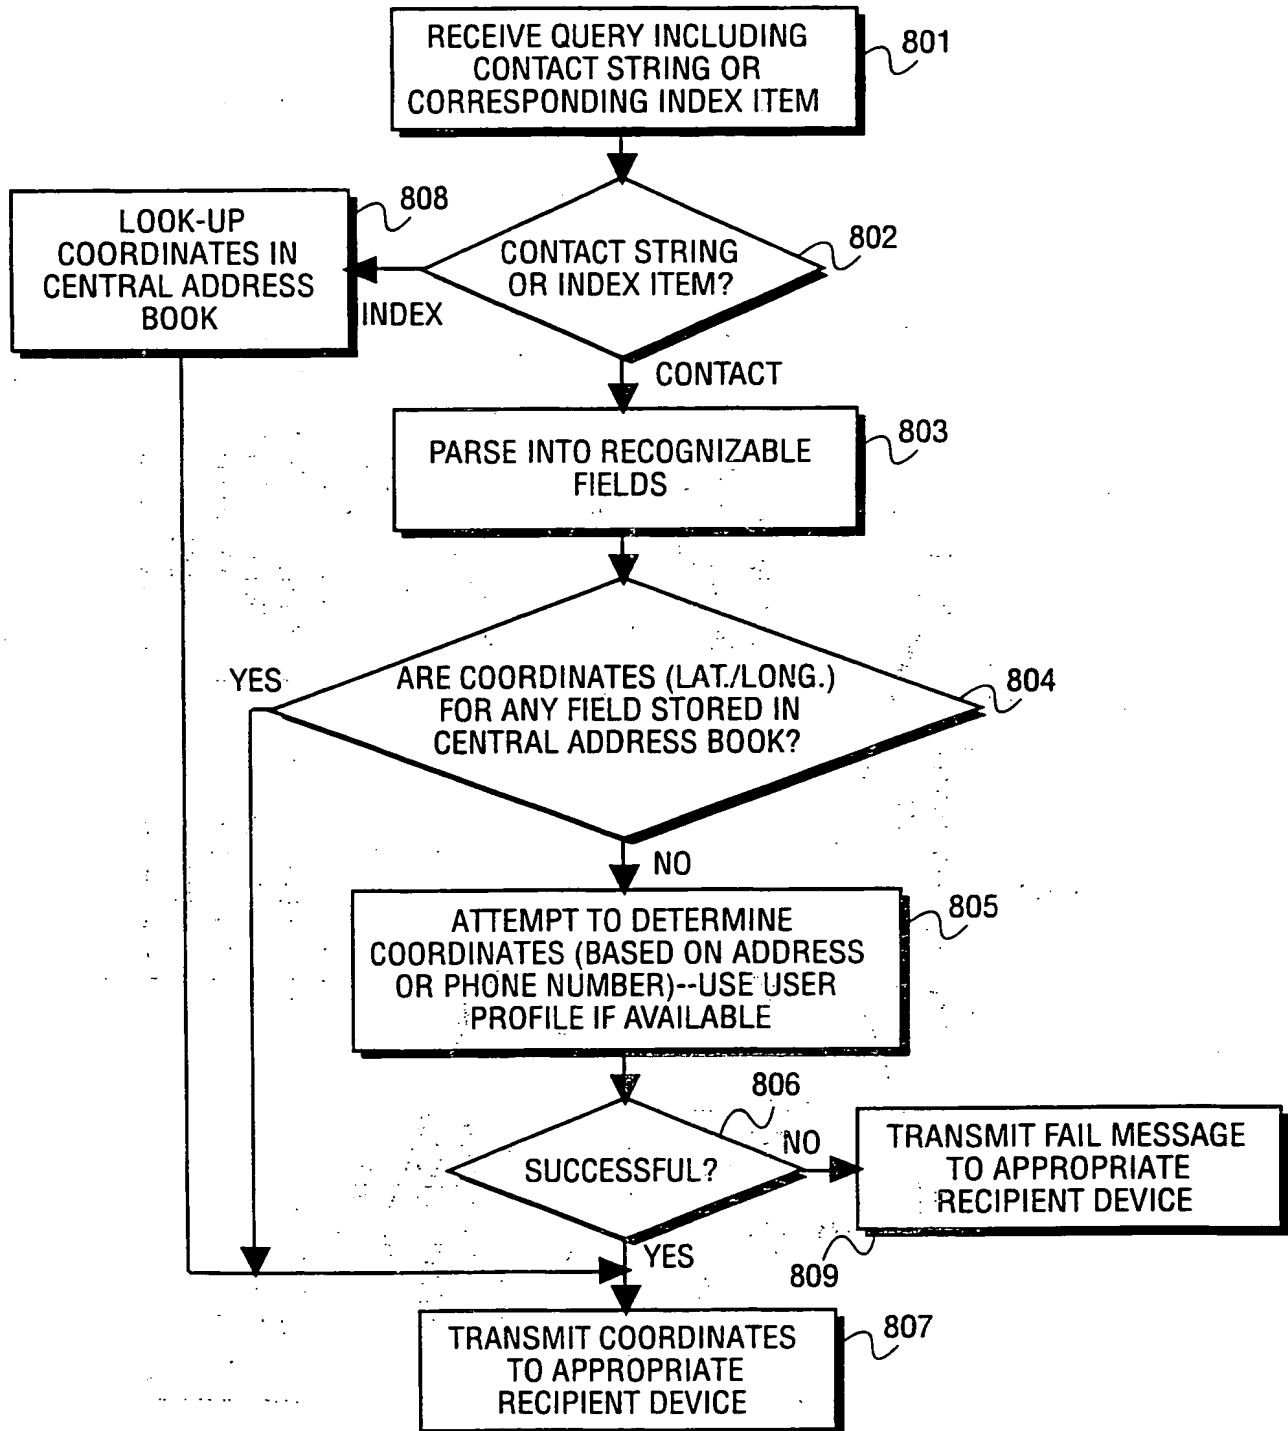 RECEIVE QUERY INCLUDING
CONTACT STRING OR
CORRESPONDING INDEX ITEM
801
LOOK-UP
COORDINATES IN
CENTRAL ADDRESS
BOOK
808
CONTACT STRING
OR INDEX ITEM?
802
INDEX
CONTACT
PARSE INTO RECOGNIZABLE
FIELDS
803
YES
ARE COORDINATES (LAT./LONG.)
FOR ANY FIELD STORED IN
CENTRAL ADDRESS BOOK?
804
NO
ATTEMPT TO DETERMINE
COORDINATES (BASED ON ADDRESS
OR PHONE NUMBER)--USE USER
PROFILE IF AVAILABLE
805
806
SUCCESSFUL?
NO
TRANSMIT FAIL MESSAGE
TO APPROPRIATE
RECIPIENT DEVICE
809
YES
TRANSMIT COORDINATES
TO APPROPRIATE
RECIPIENT DEVICE
807